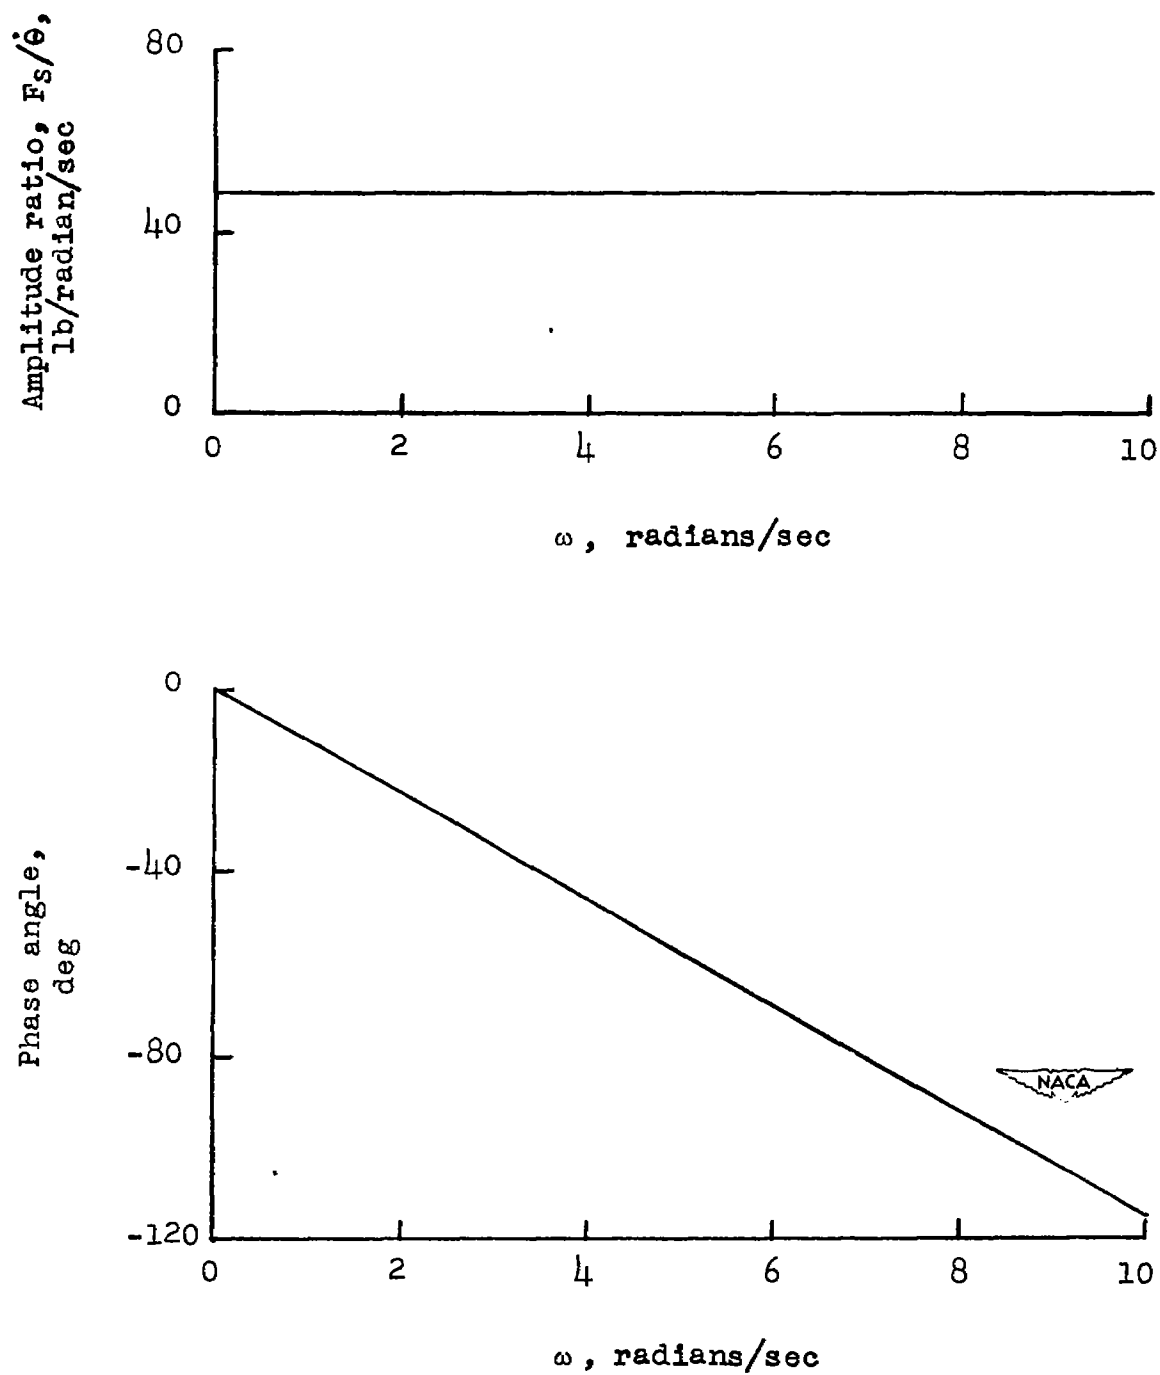 Amplitude ratio, Fs/θ̇,
lb/radian/sec
80
40
0
0 2 4 6 8 10
ω, radians/sec
Phase angle,
deg
0
-40
-80
-120
NACA
0 2 4 6 8 10
ω, radians/sec